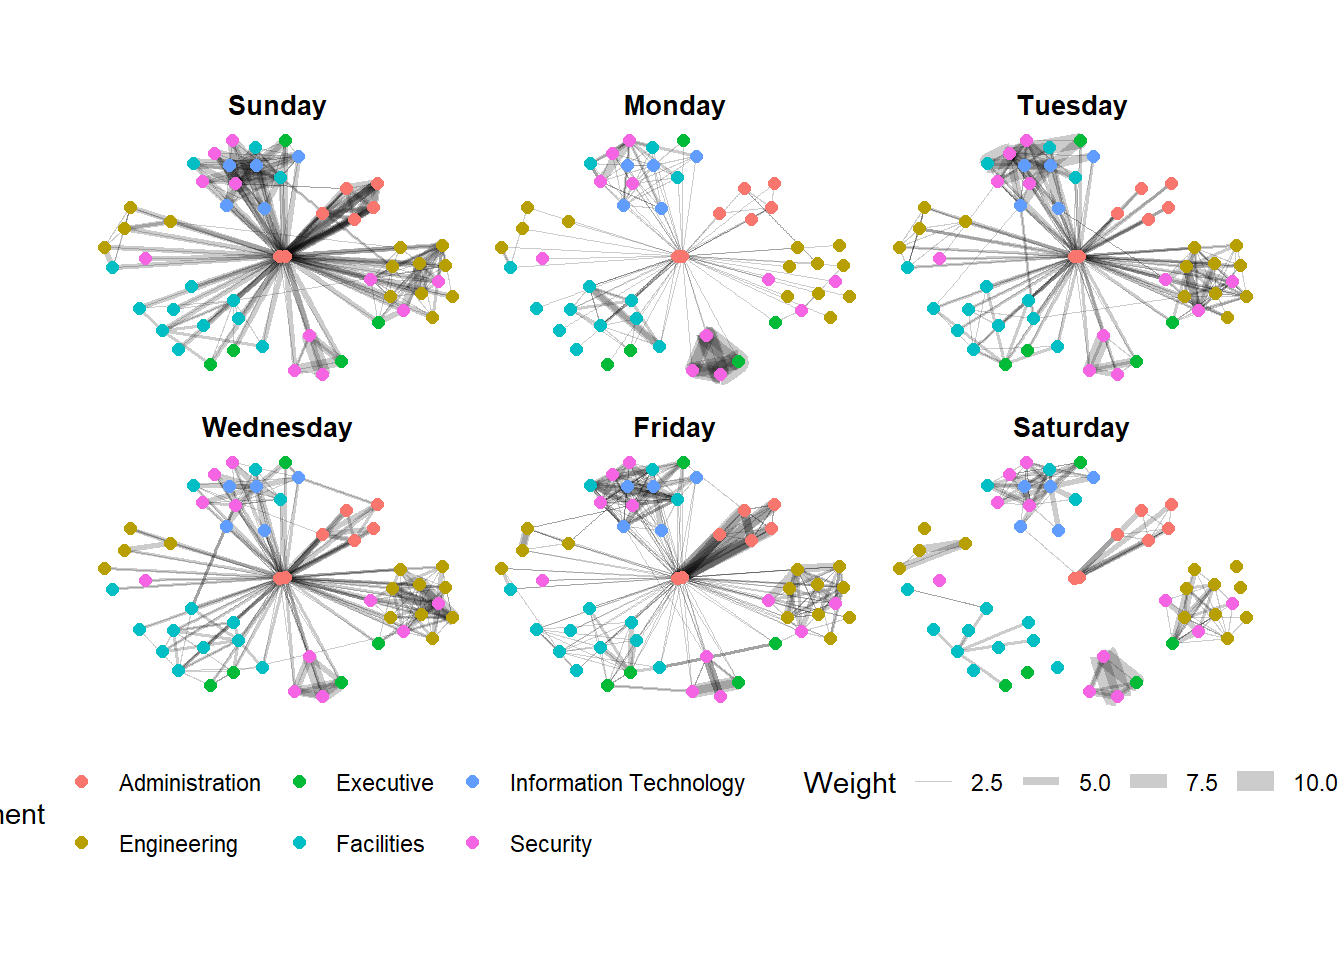 Sunday
Monday
Tuesday
Wednesday
Friday
Saturday
Administration
Executive
Information Technology
Weight
2.5
5.0
7.5
10.0
Engineering
Facilities
Security